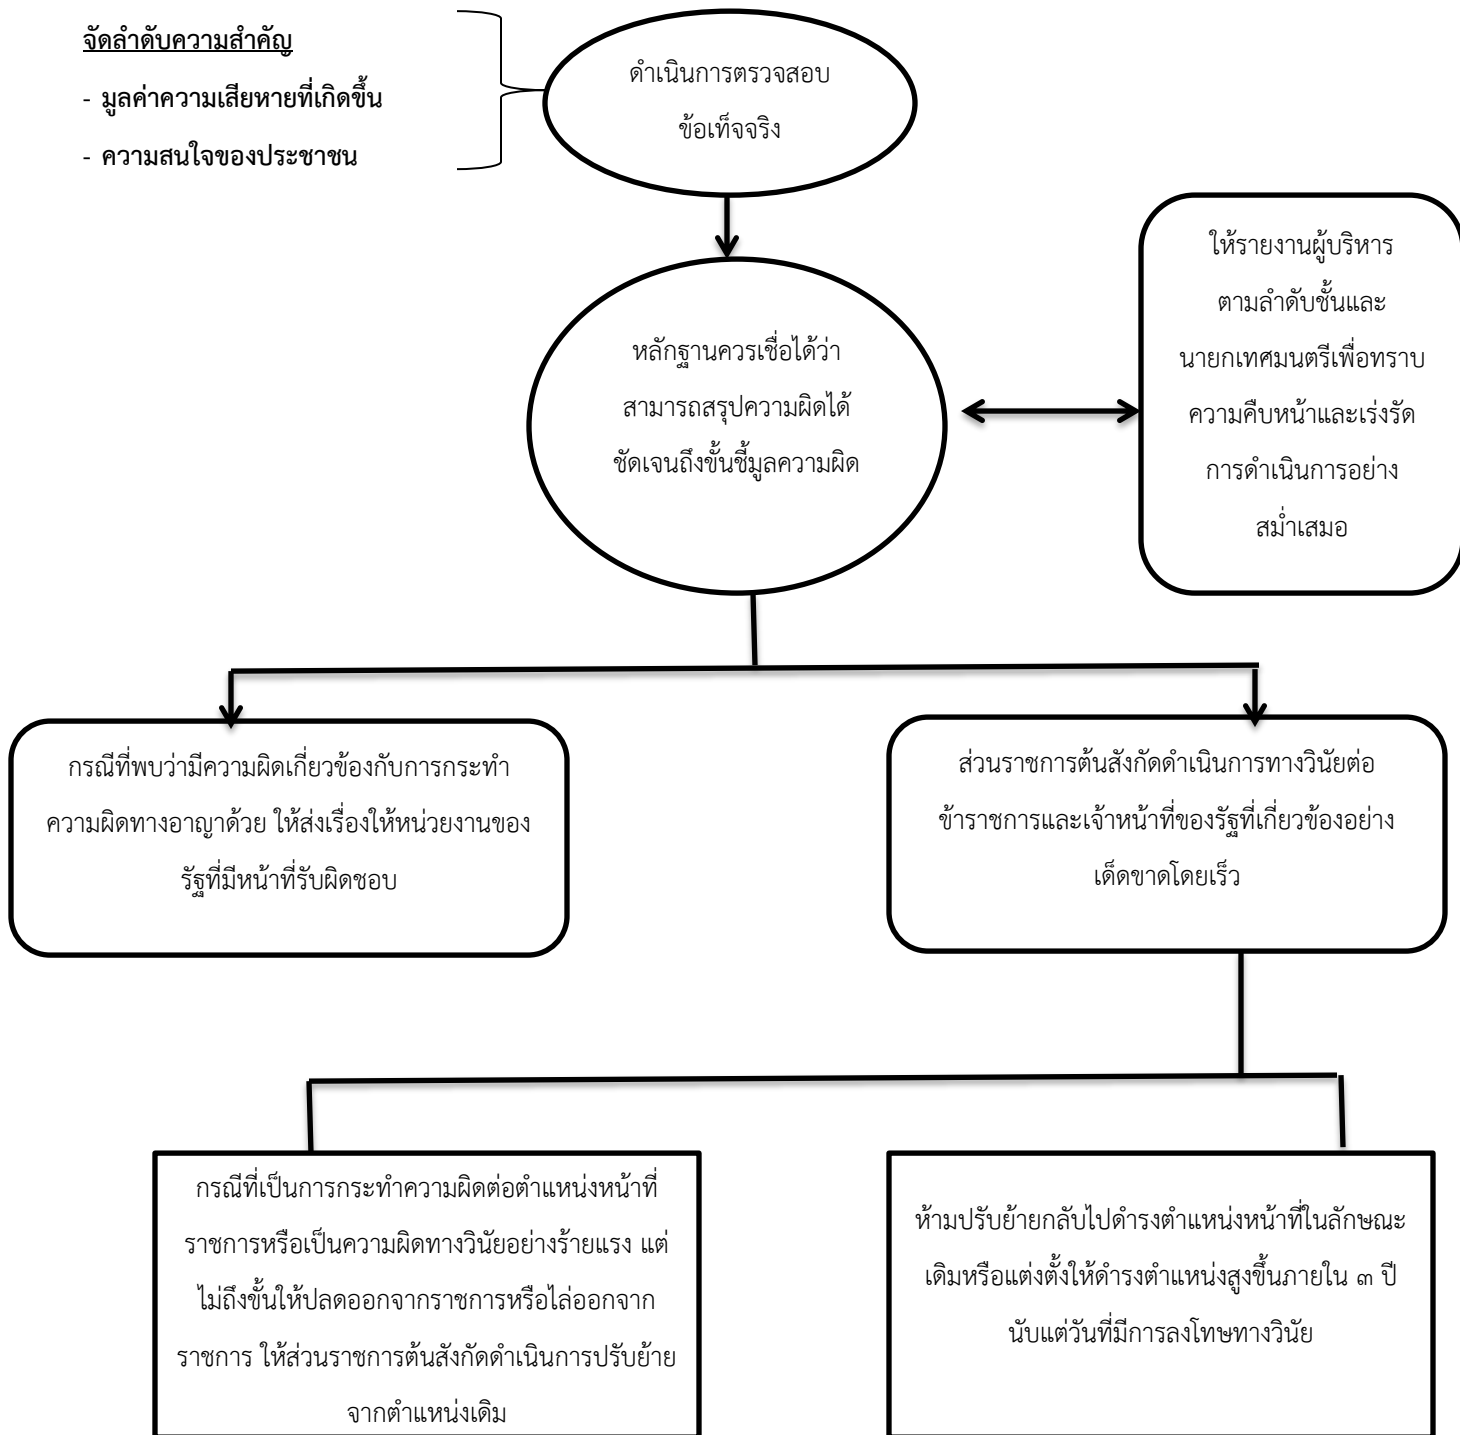 จัดลำดับความสำคัญ
- มูลค่าความเสียหายที่เกิดขึ้น
- ความสนใจของประชาชน
ดำเนินการตรวจสอบ
ข้อเท็จจริง
หลักฐานควรเชื่อได้ว่า
สามารถสรุปความผิดได้
ชัดเจนถึงขั้นชี้มูลความผิด
ให้รายงานผู้บริหาร
ตามลำดับชั้นและ
นายกเทศมนตรีเพื่อทราบ
ความคืบหน้าและเร่งรัด
การดำเนินการอย่าง
สม่ำเสมอ
กรณีที่พบว่ามีความผิดเกี่ยวข้องกับการกระทำ
ความผิดทางอาญาด้วย ให้ส่งเรื่องให้หน่วยงานของ
รัฐที่มีหน้าที่รับผิดชอบ
ส่วนราชการต้นสังกัดดำเนินการทางวินัยต่อ
ข้าราชการและเจ้าหน้าที่ของรัฐที่เกี่ยวข้องอย่าง
เด็ดขาดโดยเร็ว
กรณีที่เป็นการกระทำความผิดต่อตำแหน่งหน้าที่
ราชการหรือเป็นความผิดทางวินัยอย่างร้ายแรง แต่
ไม่ถึงขั้นให้ปลดออกจากราชการหรือไล่ออกจาก
ราชการ ให้ส่วนราชการต้นสังกัดดำเนินการปรับย้าย
จากตำแหน่งเดิม
ห้ามปรับย้ายกลับไปดำรงตำแหน่งหน้าที่ในลักษณะ
เดิมหรือแต่งตั้งให้ดำรงตำแหน่งสูงขึ้นภายใน ๓ ปี
นับแต่วันที่มีการลงโทษทางวินัย